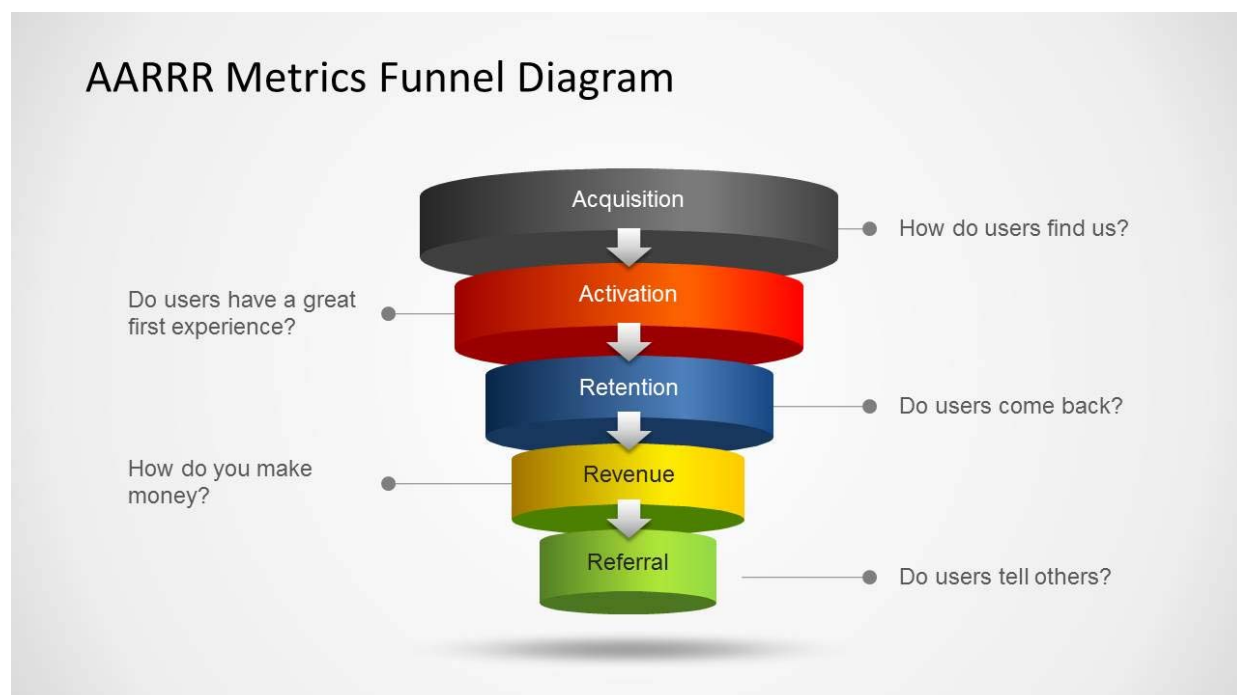 AARRR Metrics Funnel Diagram
Acquisition
How do users find us?
Activation
Do users have a great
first experience?
Retention
Do users come back?
Revenue
How do you make
money?
Referral
Do users tell others?